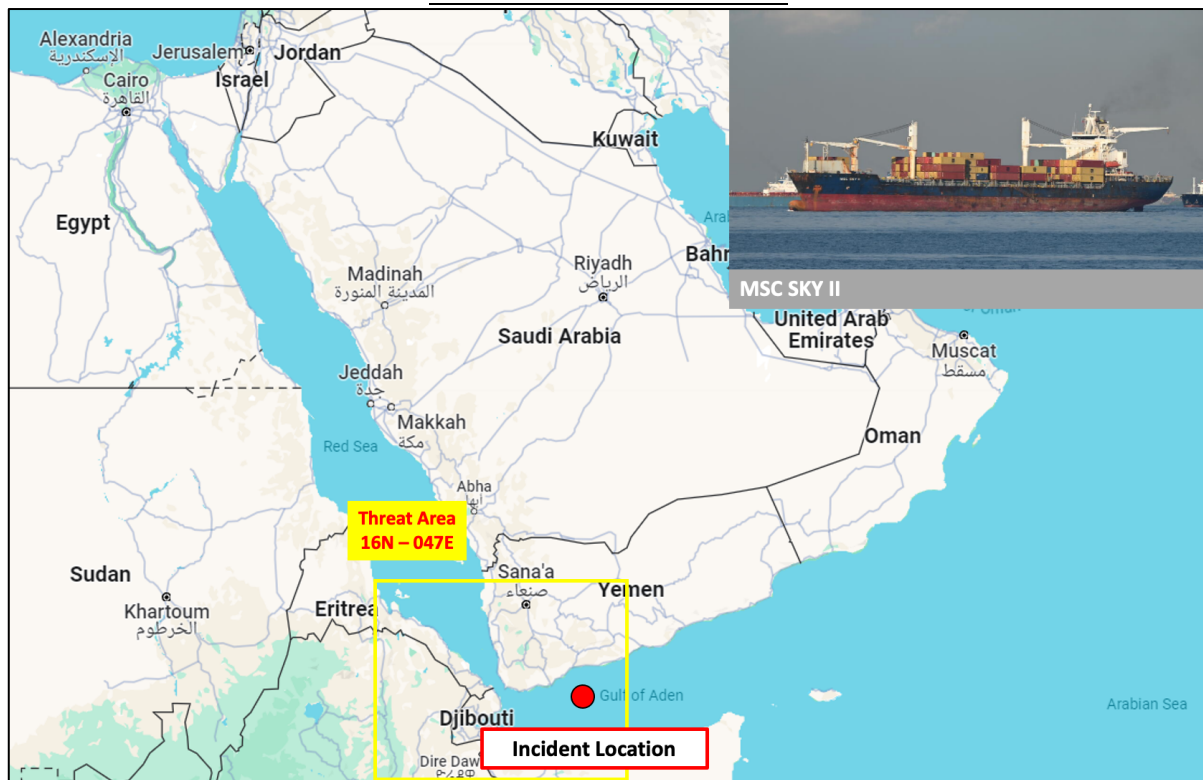 Alexandria
الإسكندرية
Jerusalem
Jordan
Israel
Cairo
القاهرة
Kuwait
Egypt
Madinah
المدينة المنورة
Riyadh
الرياض
MSC SKY II
Saudi Arabia
United Arab
Emirates
Muscat
مسقط
Jeddah
جدة
Makkah
مكة
Red Sea
Oman
Abha
أبها
Threat Area
16N – 047E
Sana'a
صنعاء
Yemen
Sudan
Khartoum
الخرطوم
Eritrea
Gulf of Aden
Arabian Sea
Djibouti
Incident Location
Dire